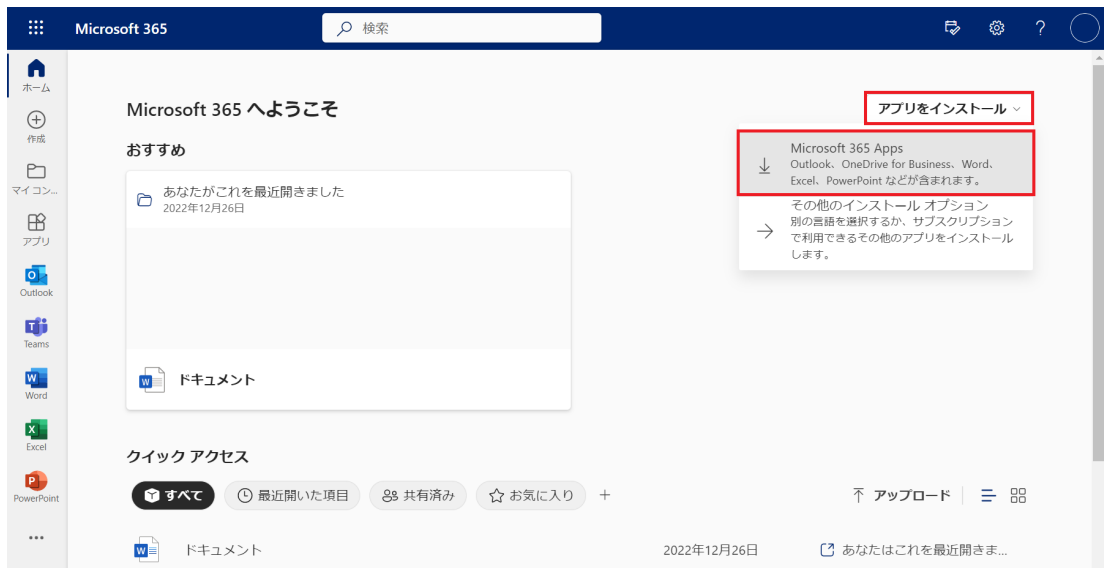 Microsoft 365
検索
?
ホーム
作成
マイ コン...
アプリ
Outlook
Teams
Word
Excel
PowerPoint
Microsoft 365 へようこそ
アプリをインストール
Microsoft 365 Apps
Outlook、OneDrive for Business、Word、
Excel、PowerPoint などが含まれます。
その他のインストール オプション
別の言語を選択するか、サブスクリプション
で利用できるその他のアプリをインストール
します。
おすすめ
あなたがこれを最近開きました
2022年12月26日
ドキュメント
クイック アクセス
すべて
最近開いた項目
共有済み
お気に入り
+
アップロード
ドキュメント
2022年12月26日
あなたはこれを最近開きま...